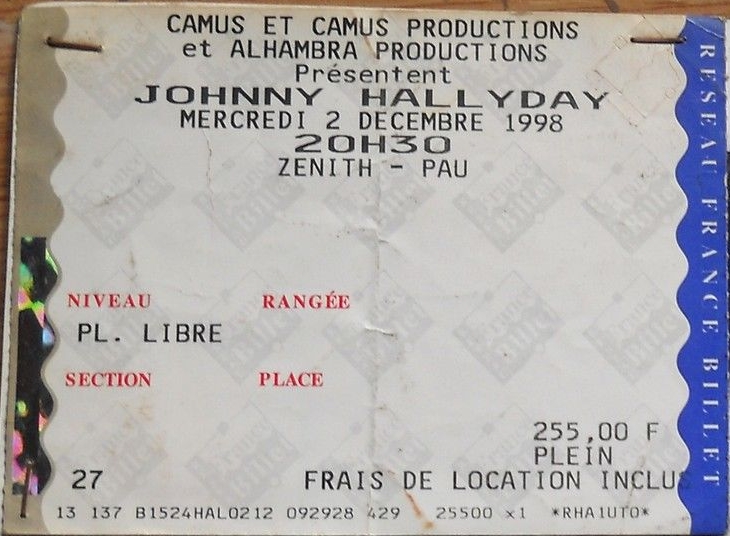 CAMUS ET CAMUS PRODUCTIONS
et ALHAMBRA PRODUCTIONS
Présentent
JOHNNY HALLYDAY
MERCREDI 2 DECEMBRE 1998
20H30
ZENITH - PAU
NIVEAU RANGÉE
PL. LIBRE
SECTION PLACE
255,00 F
PLEIN
27 FRAIS DE LOCATION INCLUS
13 137 B1524HAL0212 092928 429 25500 x1 *RHA1UTO*
RESEAU FRANCE BILLET